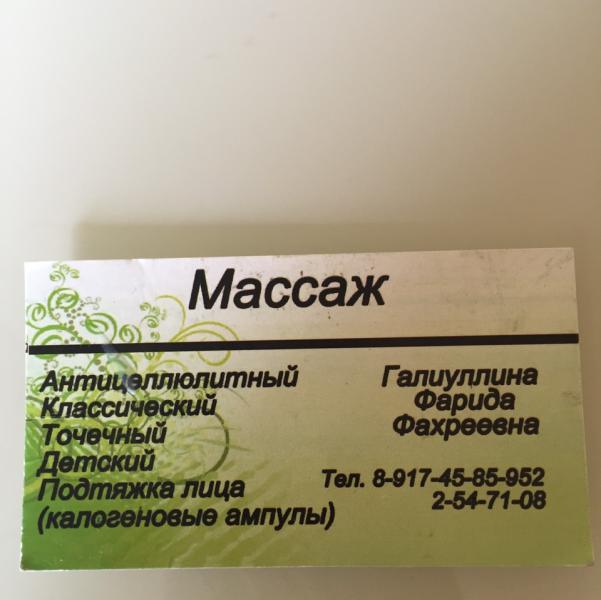 Массаж
Антицеллюлитный
Классический
Точечный
Детский
Подтяжка лица
(калогеновые ампулы)
Галиуллина
Фарида
Фахреевна
Тел. 8-917-45-85-952
2-54-71-08